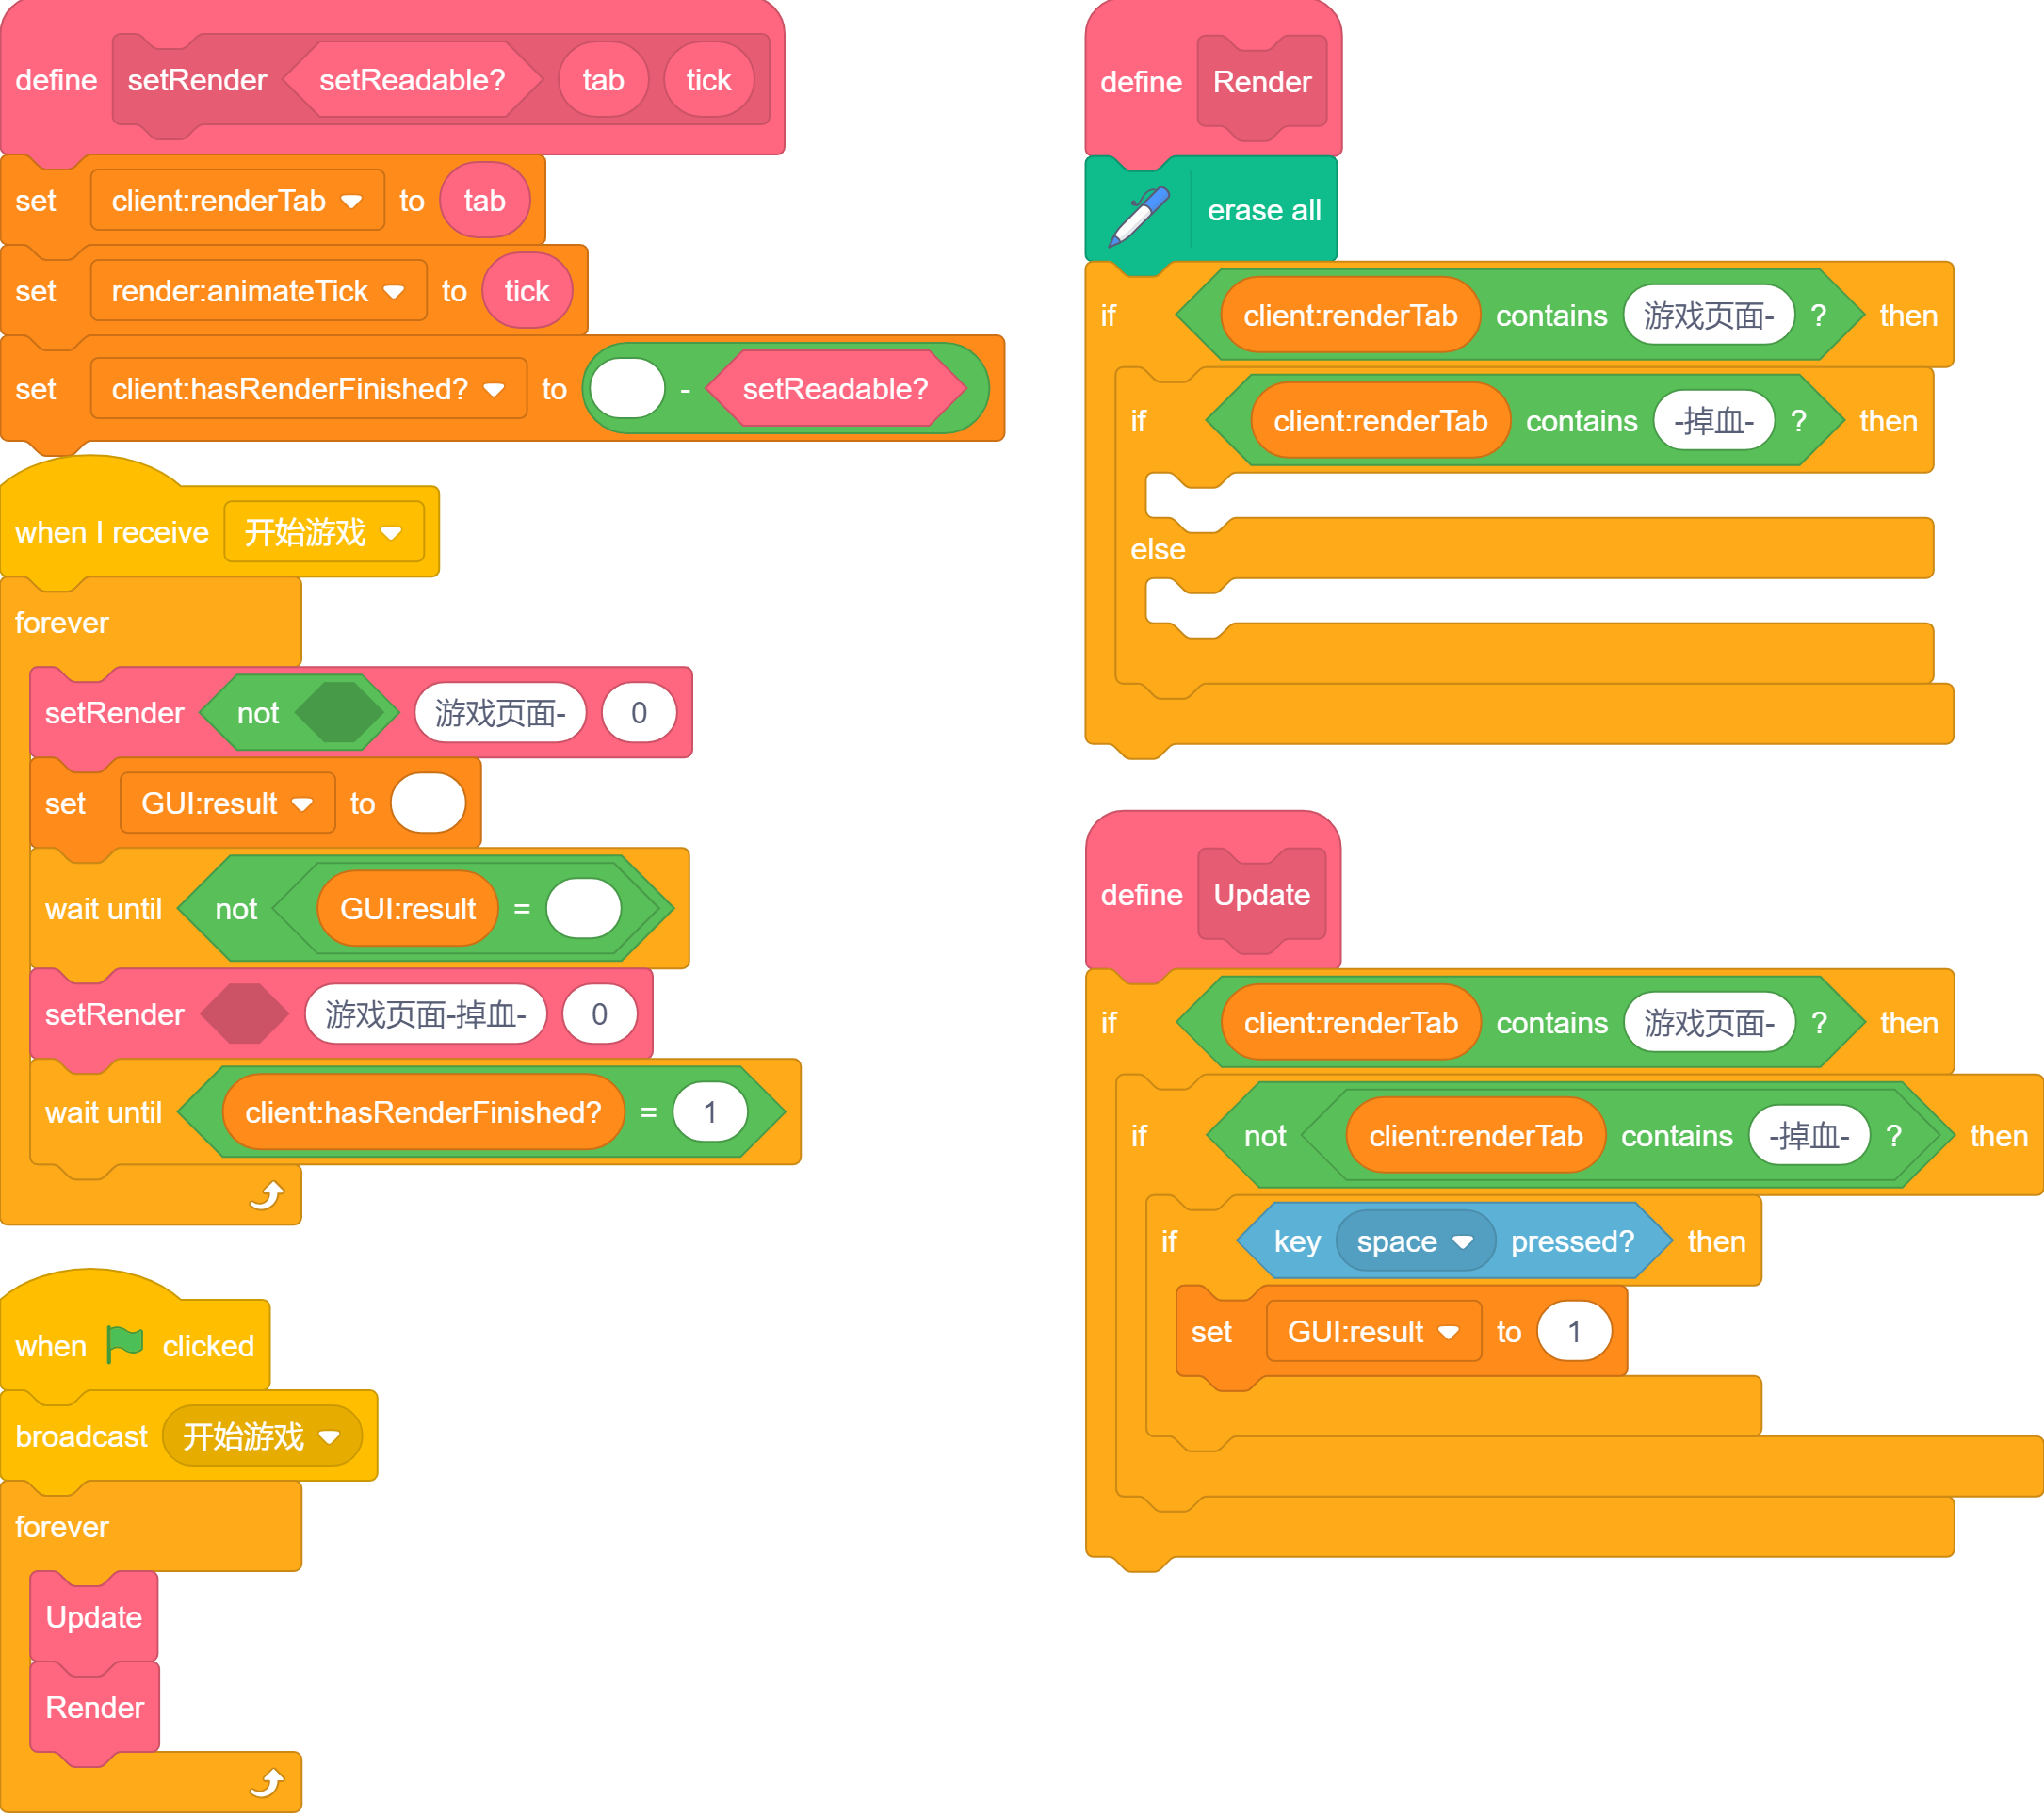 define setRender setReadable? tab tick
set client:renderTab to tab
set render:animateTick to tick
set client:hasRenderFinished? to - setReadable?
when I receive 开始游戏
forever
setRender not 游戏页面- 0
set GUI:result to
wait until not GUI:result =
setRender 游戏页面-掉血- 0
wait until client:hasRenderFinished? = 1
when clicked
broadcast 开始游戏
forever
Update
Render
define Render
erase all
if client:renderTab contains 游戏页面- ? then
if client:renderTab contains -掉血- ? then
else
define Update
if client:renderTab contains 游戏页面- ? then
if not client:renderTab contains -掉血- ? then
if key space pressed? then
set GUI:result to 1